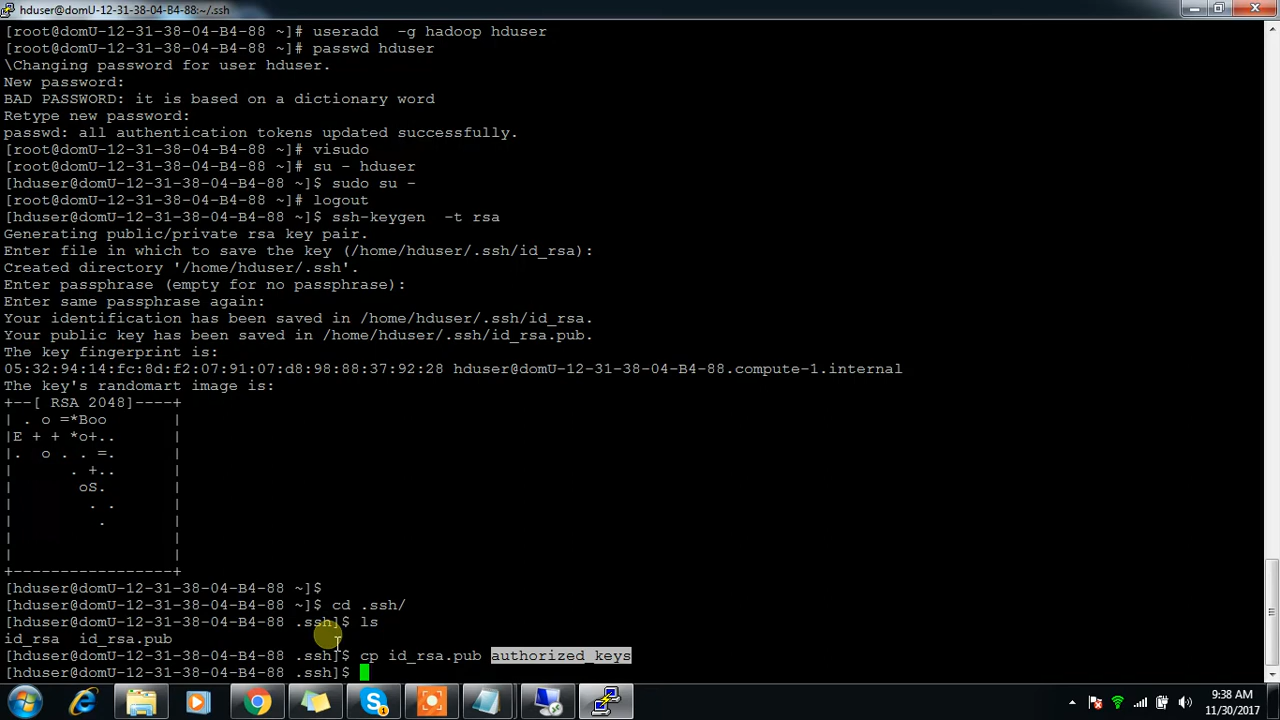 hduser@domU-12-31-38-04-B4-88:~/.ssh
[root@domU-12-31-38-04-B4-88 ~]# useradd  -g hadoop hduser
[root@domU-12-31-38-04-B4-88 ~]# passwd hduser
\Changing password for user hduser.
New password:
BAD PASSWORD: it is based on a dictionary word
Retype new password:
passwd: all authentication tokens updated successfully.
[root@domU-12-31-38-04-B4-88 ~]# visudo
[root@domU-12-31-38-04-B4-88 ~]# su - hduser
[hduser@domU-12-31-38-04-B4-88 ~]$ sudo su -
[root@domU-12-31-38-04-B4-88 ~]# logout
[hduser@domU-12-31-38-04-B4-88 ~]$ ssh-keygen  -t rsa
Generating public/private rsa key pair.
Enter file in which to save the key (/home/hduser/.ssh/id_rsa):
Created directory '/home/hduser/.ssh'.
Enter passphrase (empty for no passphrase):
Enter same passphrase again:
Your identification has been saved in /home/hduser/.ssh/id_rsa.
Your public key has been saved in /home/hduser/.ssh/id_rsa.pub.
The key fingerprint is:
05:32:94:14:fc:8d:f2:07:91:07:d8:98:88:37:92:28 hduser@domU-12-31-38-04-B4-88.compute-1.internal
The key's randomart image is:
+--[ RSA 2048]----+
| . o =*Boo       |
|E + + *o+..      |
|.  o . . =.      |
|      . +..      |
|       oS.       |
|        . .      |
|         .       |
|                 |
|                 |
+-----------------+
[hduser@domU-12-31-38-04-B4-88 ~]$
[hduser@domU-12-31-38-04-B4-88 ~]$ cd .ssh/
[hduser@domU-12-31-38-04-B4-88 .ssh]$ ls
id_rsa  id_rsa.pub
[hduser@domU-12-31-38-04-B4-88 .ssh]$ cp id_rsa.pub authorized_keys
[hduser@domU-12-31-38-04-B4-88 .ssh]$
9:38 AM
11/30/2017